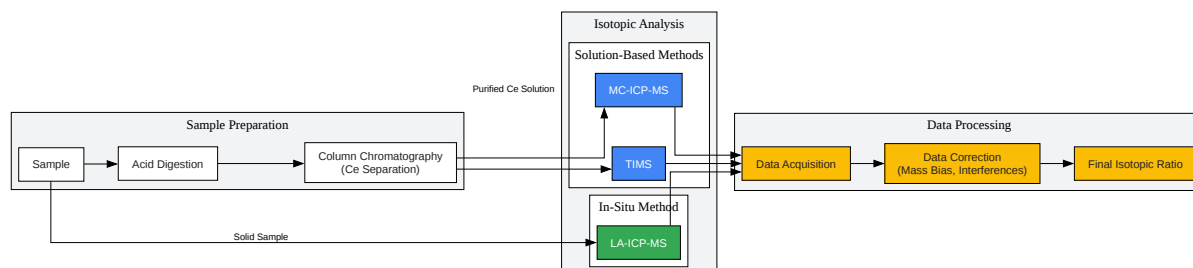 Isotopic Analysis
Solution-Based Methods
Purified Ce Solution
MC-ICP-MS
Sample Preparation
Data Processing
Sample
Acid Digestion
Column Chromatography
(Ce Separation)
TIMS
Data Acquisition
Data Correction
(Mass Bias, Interferences)
Final Isotopic Ratio
In-Situ Method
Solid Sample
LA-ICP-MS